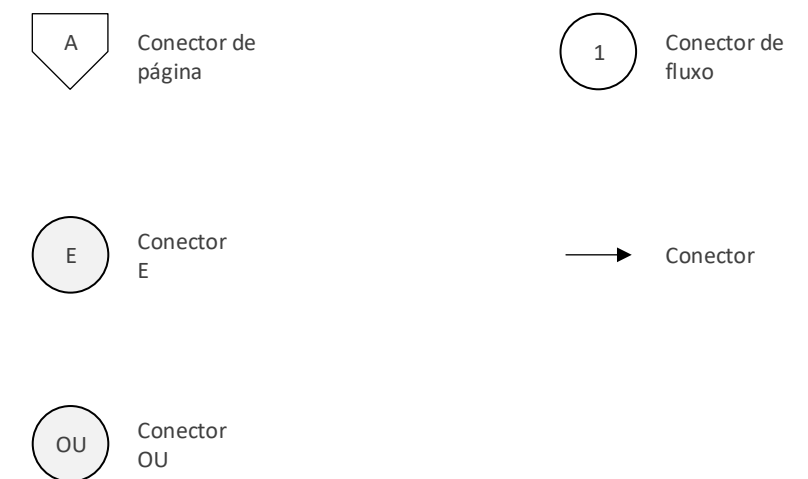 A
Conector de
página
1
Conector de
fluxo
E
Conector
E
Conector
OU
Conector
OU